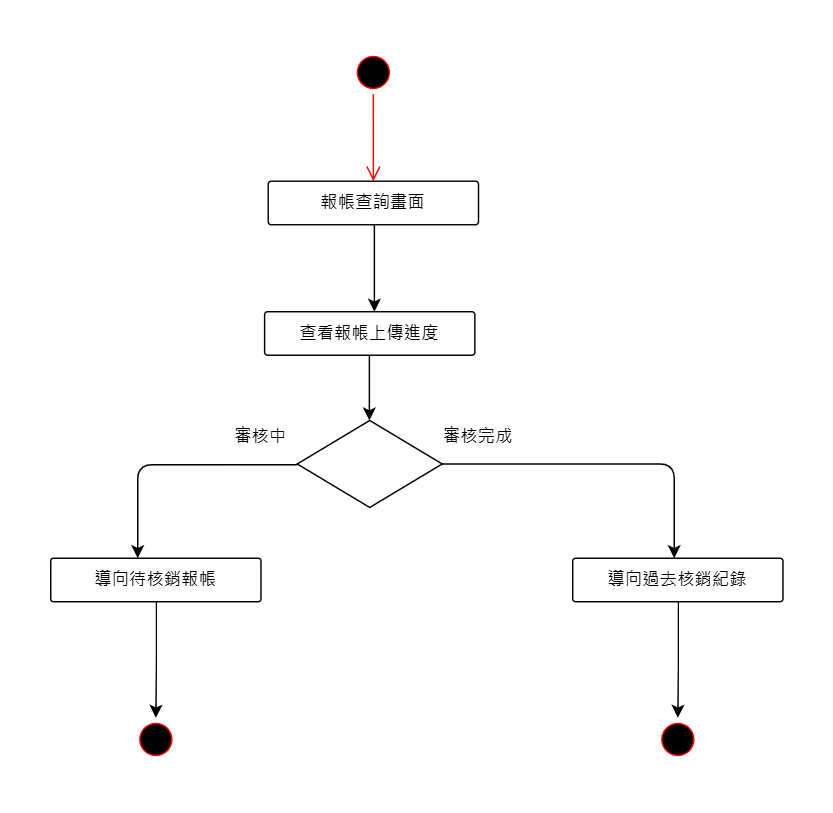 報帳查詢畫面
查看報帳上傳進度
審核中
審核完成
導向待核銷報帳
導向過去核銷紀錄